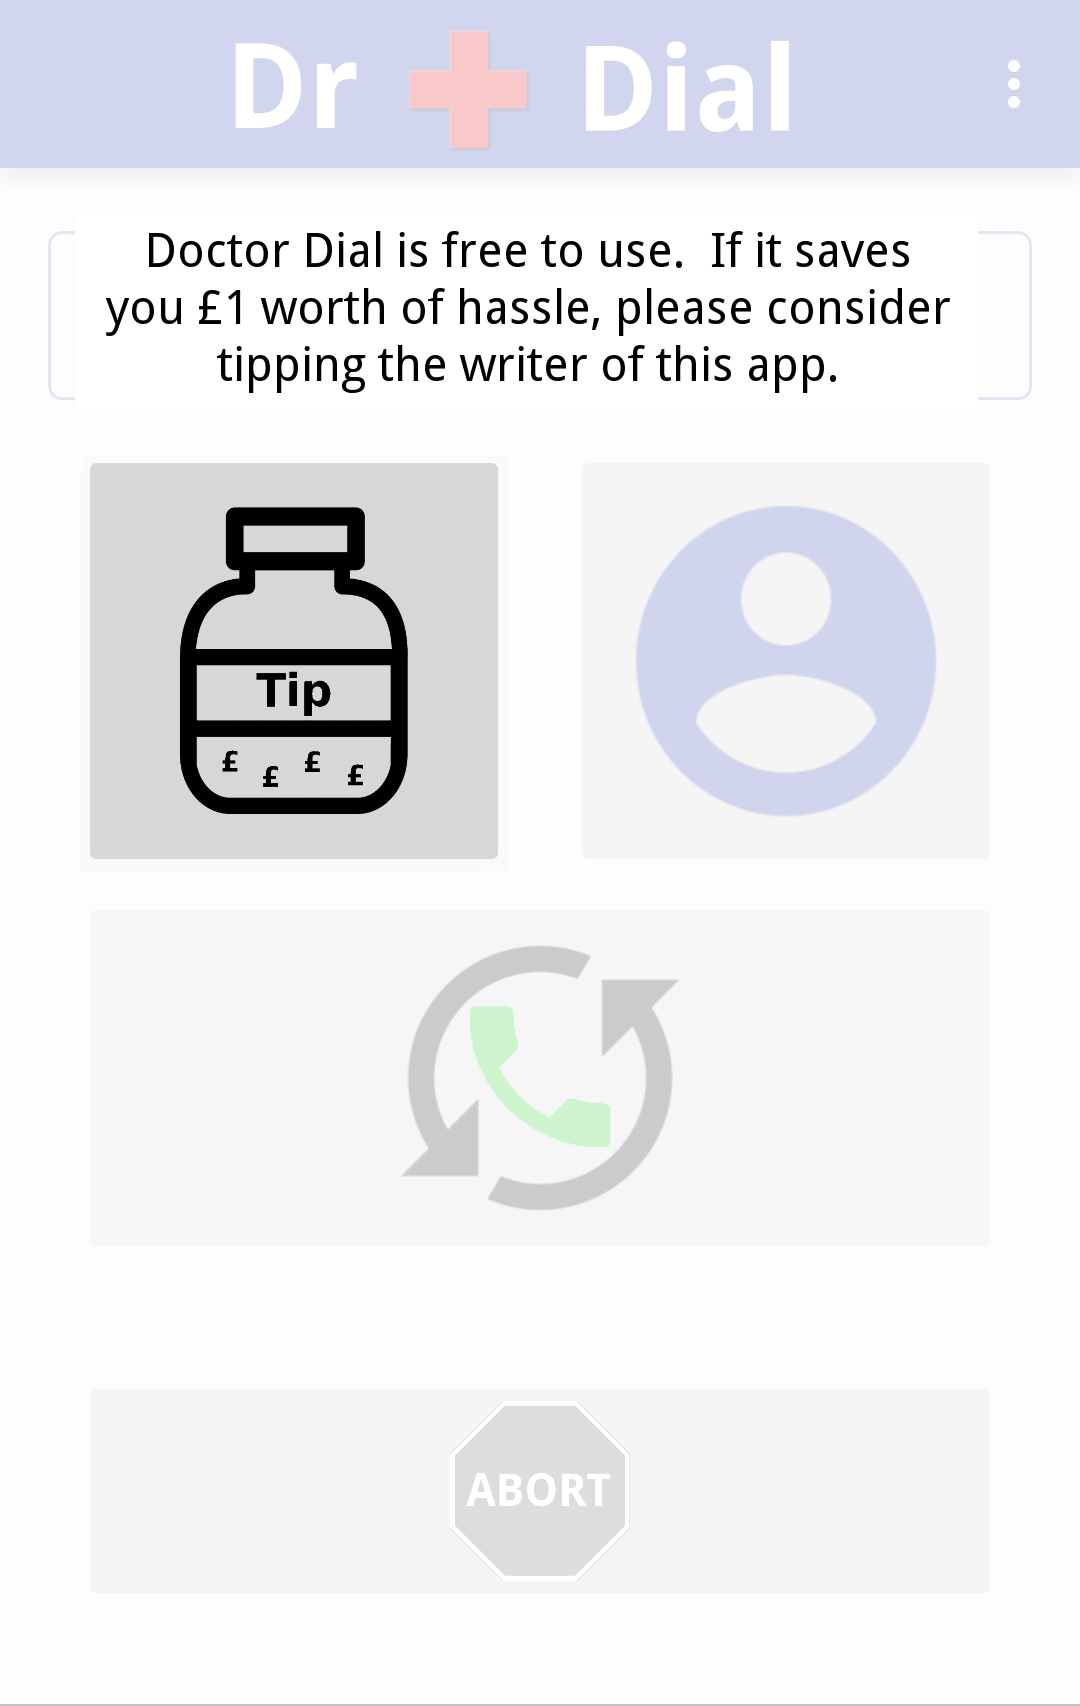 Dr Dial
Doctor Dial is free to use. If it saves
you £1 worth of hassle, please consider
tipping the writer of this app.
Tip
£ £ £ £
ABORT